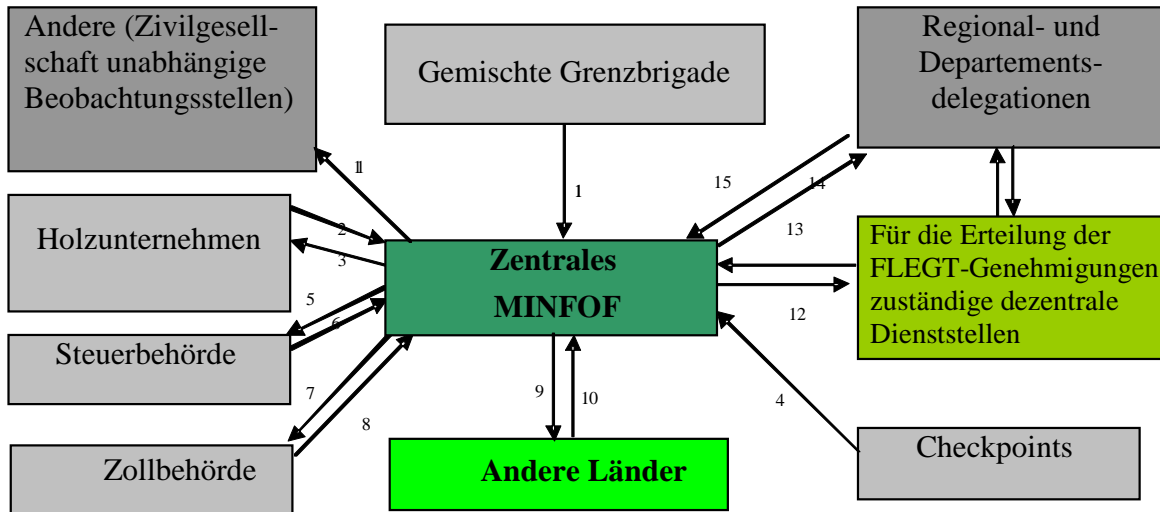 Andere (Zivilgesell-
schaft unabhängige
Beobachtungsstellen)
Gemischte Grenzbrigade
Regional- und
Departements-
delegationen
11
1
15
14
Holzunternehmen
2
3
13
Zentrales
MINFOF
Für die Erteilung der
FLEGT-Genehmigungen
zuständige dezentrale
Dienststellen
5
6
12
Steuerbehörde
7
8
9
10
4
Zollbehörde
Andere Länder
Checkpoints